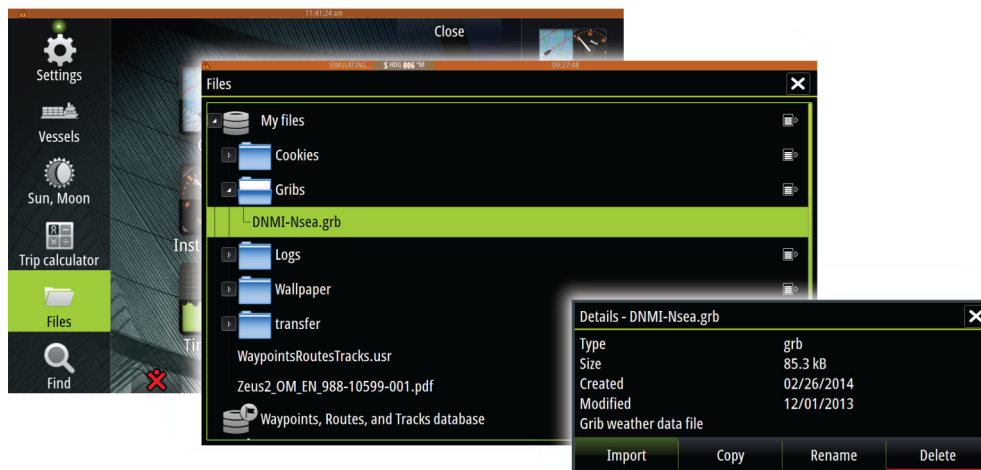 11:41:24 am
Close
Settings
Vessels
Sun, Moon
Trip calculator
Files
Find
Inst
Tir
SIMULATING... S HDG 006 °M 09:27:48
Files
My files
Cookies
Gribs
DNMI-Nsea.grb
Logs
Wallpaper
transfer
WaypointsRoutesTracks.usr
Zeus2_OM_EN_988-10599-001.pdf
Waypoints, Routes, and Tracks database
Details - DNMI-Nsea.grb
Type grb
Size 85.3 kB
Created 02/26/2014
Modified 12/01/2013
Grib weather data file
Import Copy Rename Delete